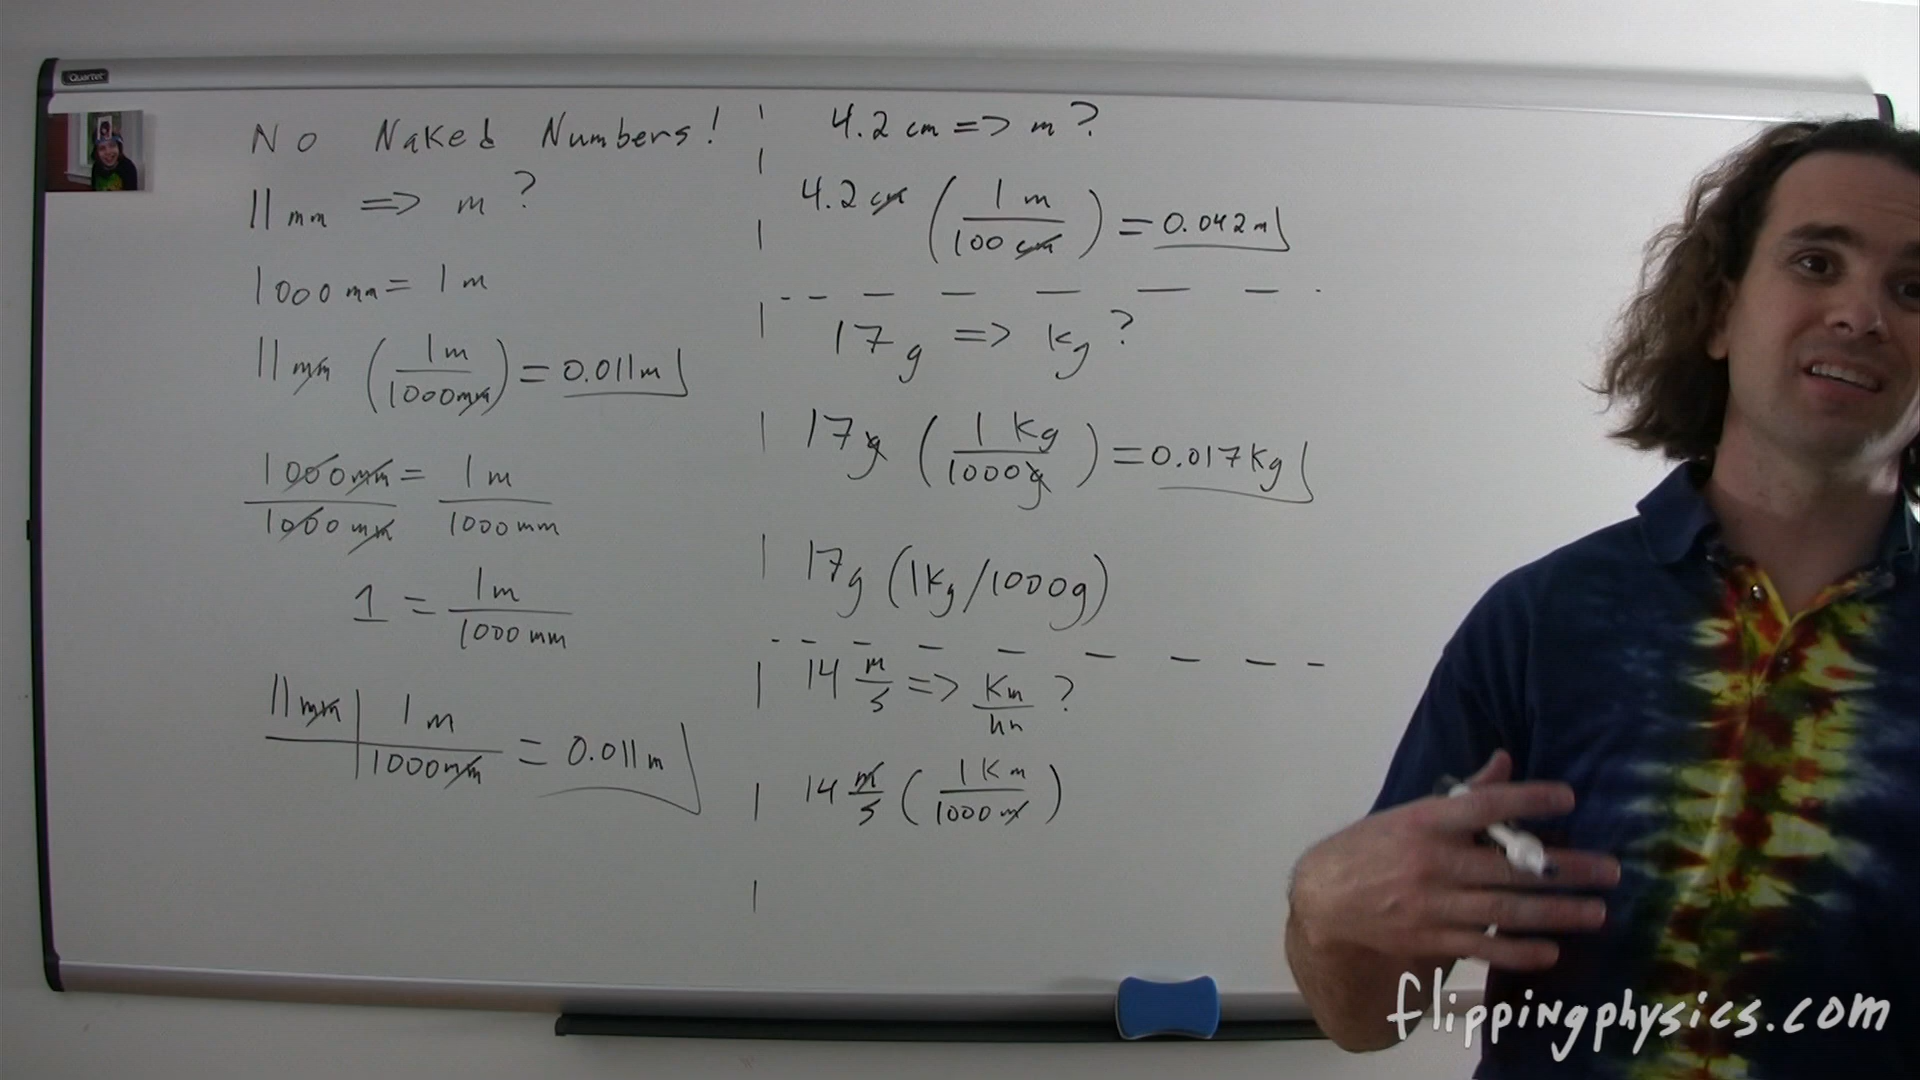 Quartet
No Naked Numbers!
11 mm => m ?
1000 mm = 1 m
11 mm (1 m / 1000 mm) = 0.011 m
1000 mm / 1000 mm = 1 m / 1000 mm
1 = 1 m / 1000 mm
11 mm | 1 m / 1000 mm = 0.011 m
4.2 cm => m ?
4.2 cm (1 m / 100 cm) = 0.042 m
17 g => kg ?
17 g (1 kg / 1000 g) = 0.017 kg
17 g (1 kg/1000 g)
14 m/s => km/hr ?
14 m/s (1 km / 1000 m)
flippingphysics.com